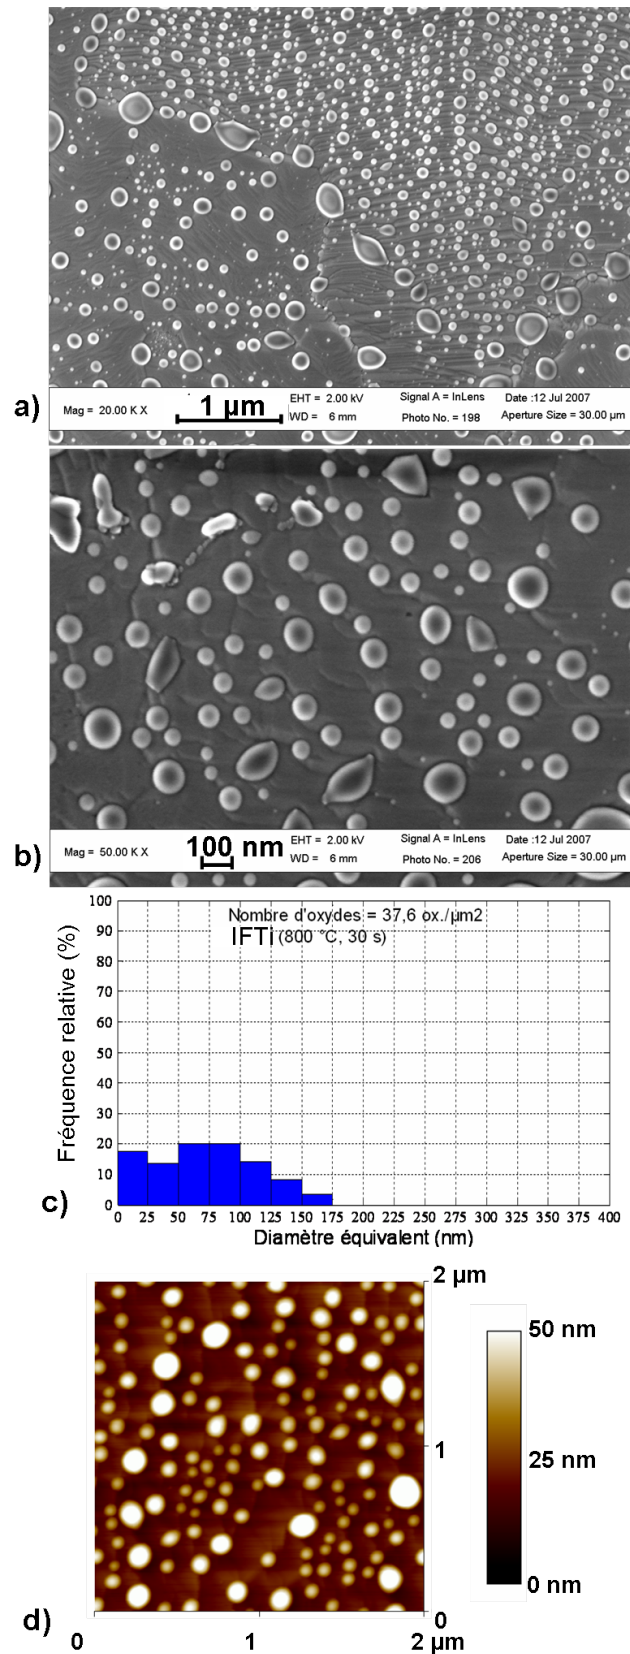 a)
Mag = 20.00 K X
1 µm
EHT = 2.00 kV
WD = 6 mm
Signal A = InLens
Photo No. = 198
Date :12 Jul 2007
Aperture Size = 30.00 µm
b)
Mag = 50.00 K X
100 nm
EHT = 2.00 kV
WD = 6 mm
Signal A = InLens
Photo No. = 206
Date :12 Jul 2007
Aperture Size = 30.00 µm
c)
Nombre d'oxydes = 37,6 ox./µm2
IFTi (800 °C, 30 s)
Fréquence relative (%)
100
90
80
70
60
50
40
30
20
10
0
0 25 50 75 100 125 150 175 200 225 250 275 300 325 350 375 400
Diamètre équivalent (nm)
d)
2 µm
1
0
0 1 2 µm
50 nm
25 nm
0 nm